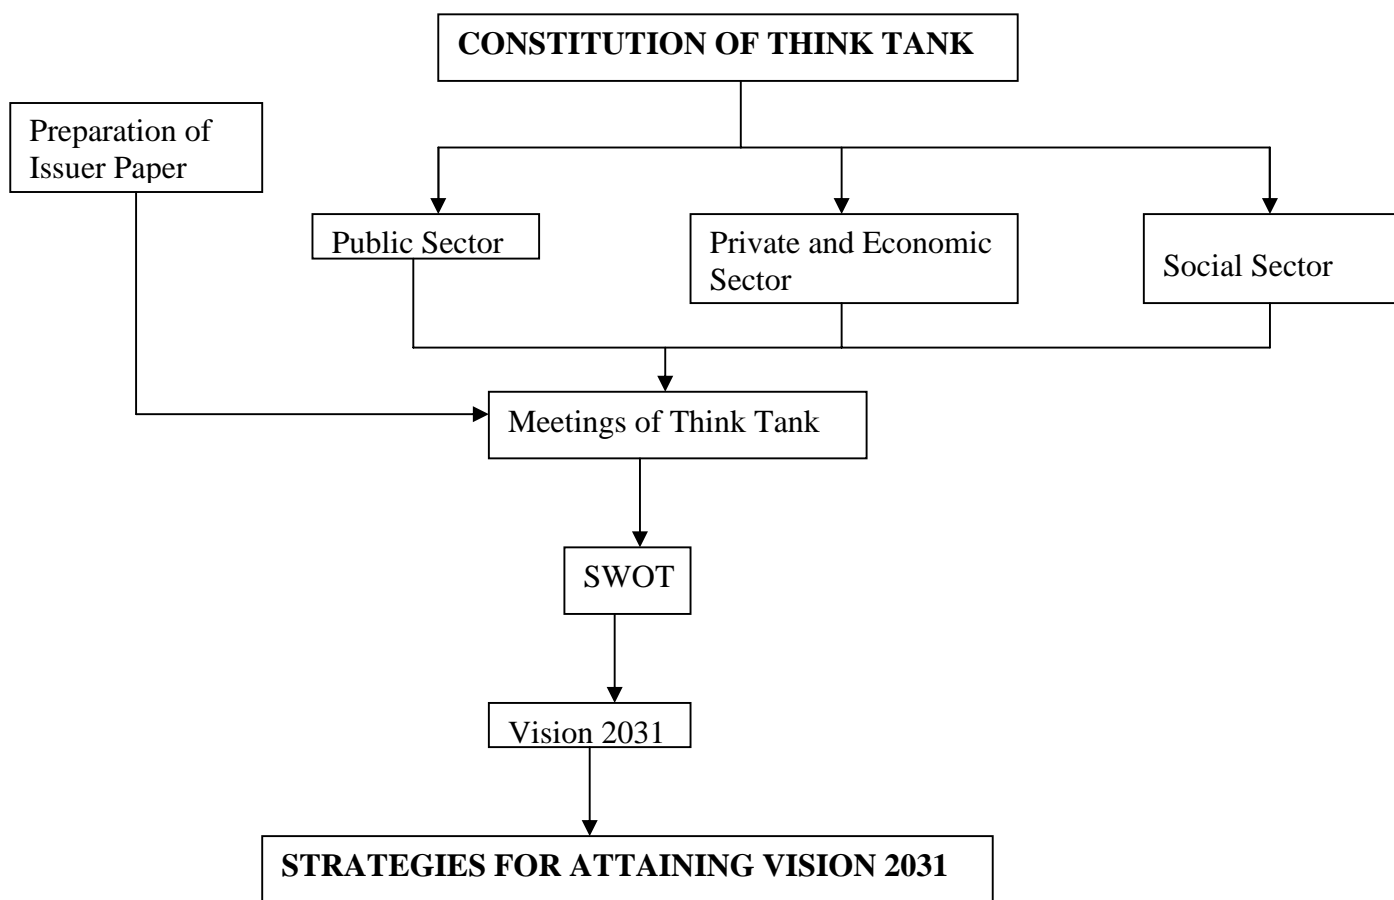 CONSTITUTION OF THINK TANK
Preparation of
Issuer Paper
Public Sector
Private and Economic
Sector
Social Sector
Meetings of Think Tank
SWOT
Vision 2031
STRATEGIES FOR ATTAINING VISION 2031